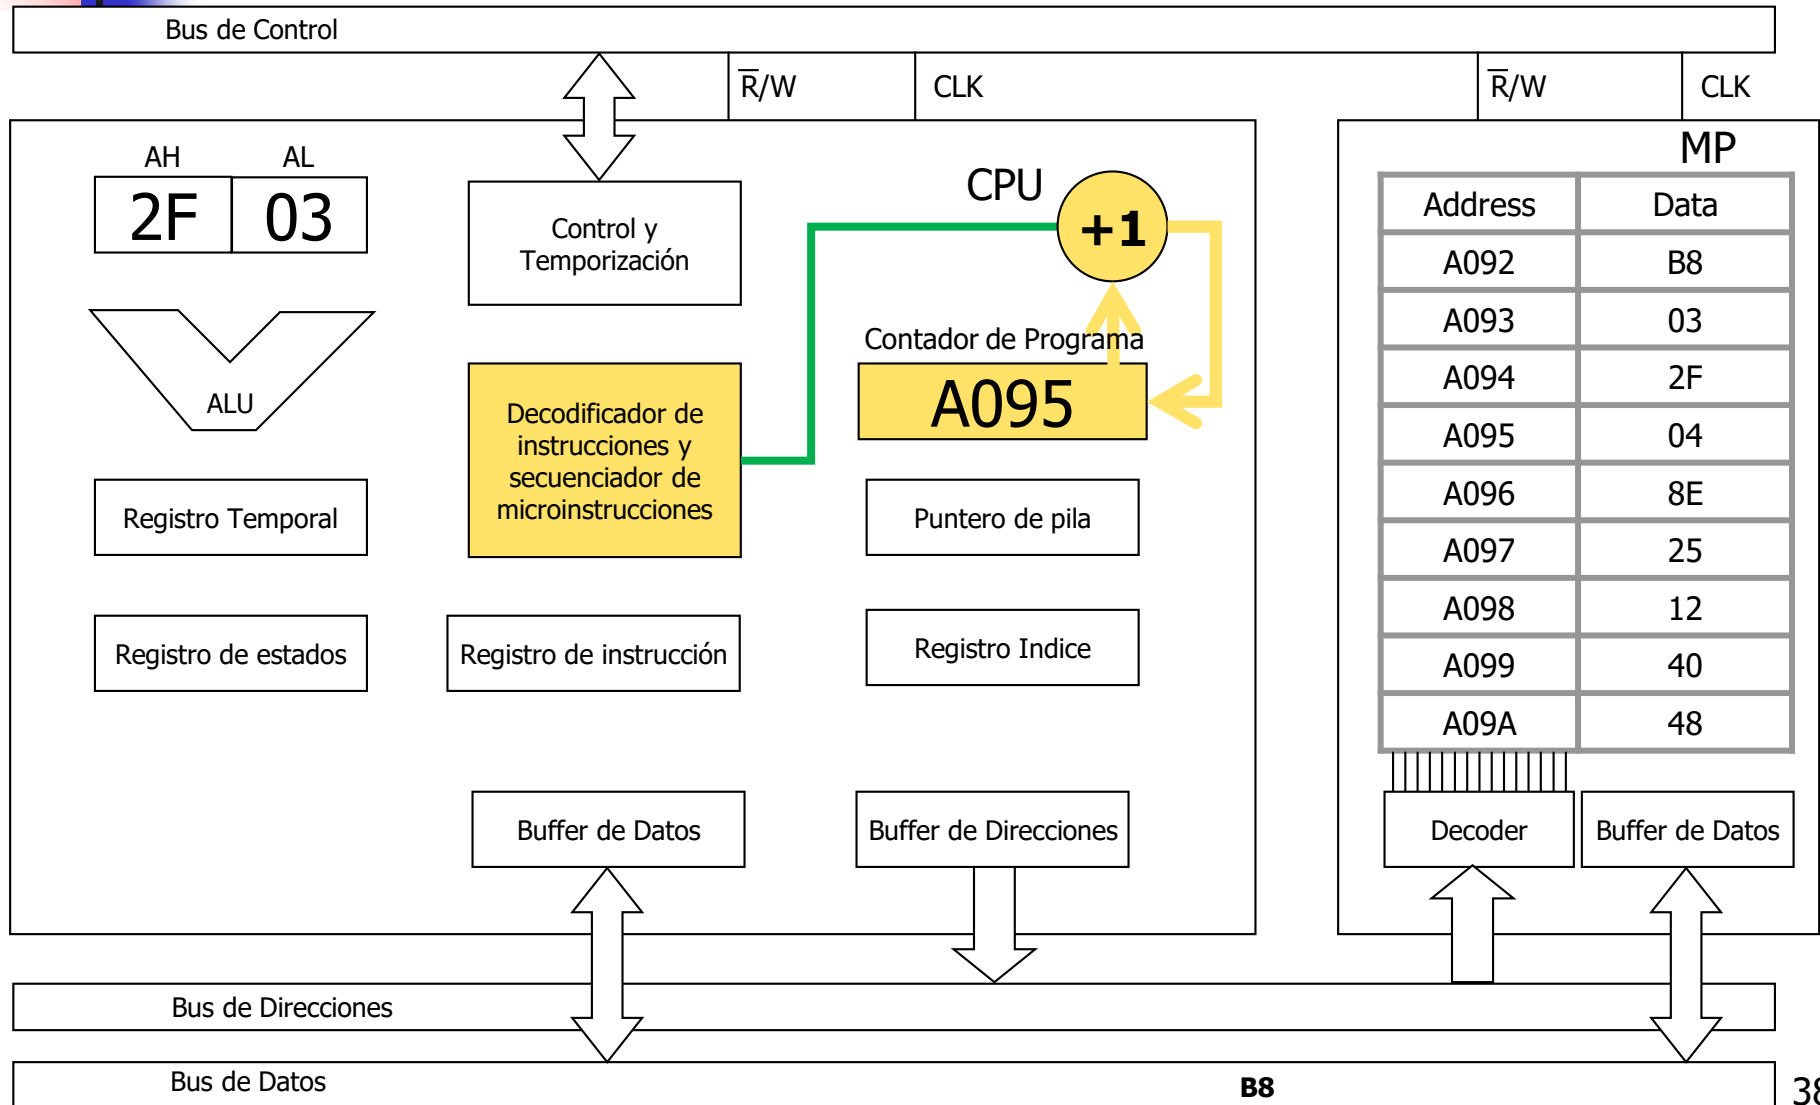 Bus de Control
R̅/W
CLK
R̅/W
CLK
AH
AL
2F
03
Control y
Temporización
CPU
+1
ALU
Decodificador de
instrucciones y
secuenciador de
microinstrucciones
Contador de Programa
A095
Registro Temporal
Puntero de pila
Registro de estados
Registro de instrucción
Registro Indice
Buffer de Datos
Buffer de Direcciones
MP
Address Data
A092 B8
A093 03
A094 2F
A095 04
A096 8E
A097 25
A098 12
A099 40
A09A 48
Decoder
Buffer de Datos
Bus de Direcciones
Bus de Datos
B8
38